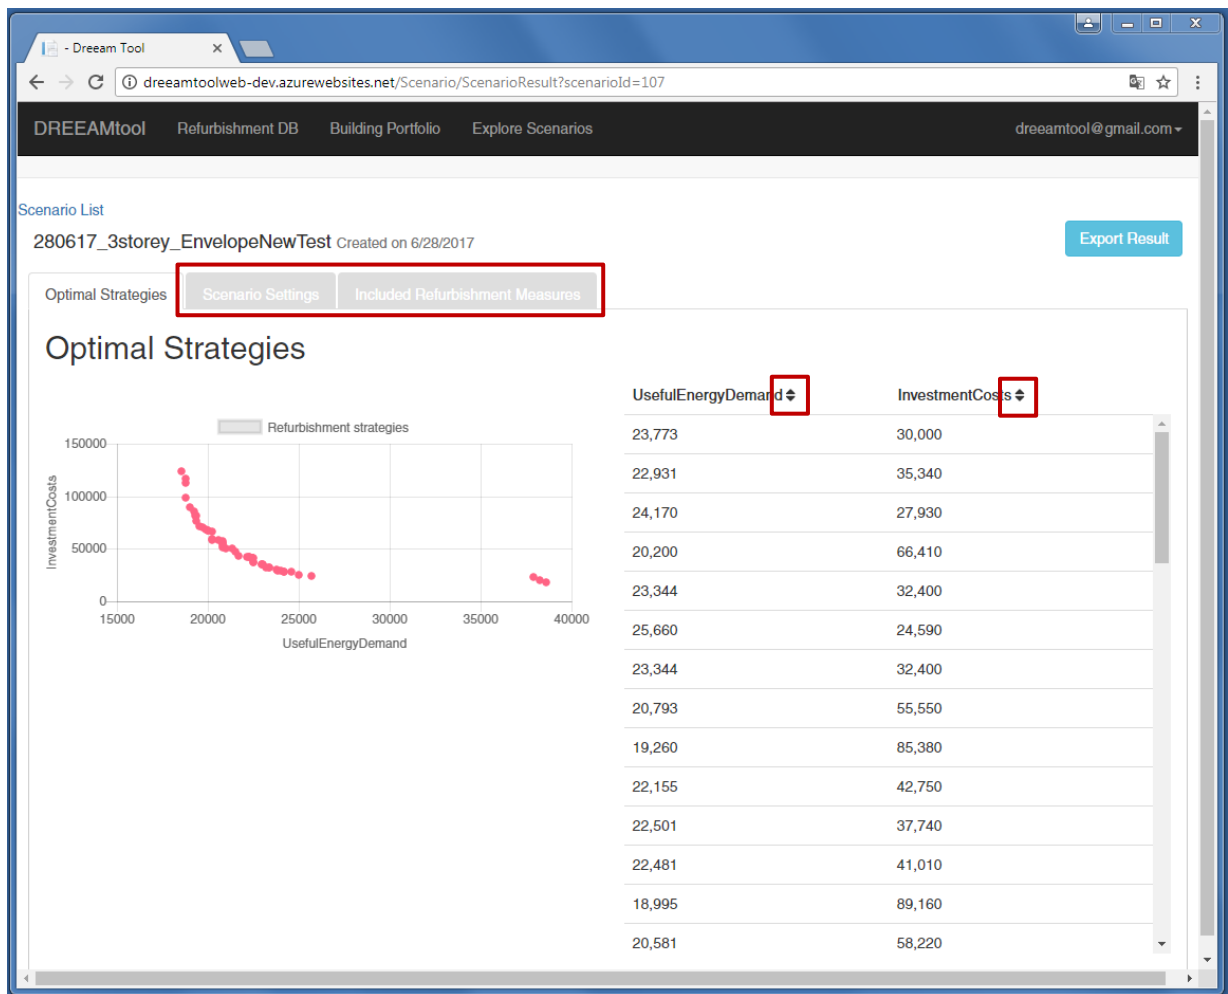 - Dreeam Tool
dreeamtoolweb-dev.azurewebsites.net/Scenario/ScenarioResult?scenarioId=107
DREEAMtool Refurbishment DB Building Portfolio Explore Scenarios dreeamtool@gmail.com
Scenario List
280617_3storey_EnvelopeNewTest Created on 6/28/2017
Export Result
Optimal Strategies Scenario Settings Included Refurbishment Measures
Optimal Strategies
Refurbishment strategies
150000
100000
50000
0
InvestmentCosts
15000 20000 25000 30000 35000 40000
UsefulEnergyDemand
UsefulEnergyDemand InvestmentCosts
23,773 30,000
22,931 35,340
24,170 27,930
20,200 66,410
23,344 32,400
25,660 24,590
23,344 32,400
20,793 55,550
19,260 85,380
22,155 42,750
22,501 37,740
22,481 41,010
18,995 89,160
20,581 58,220